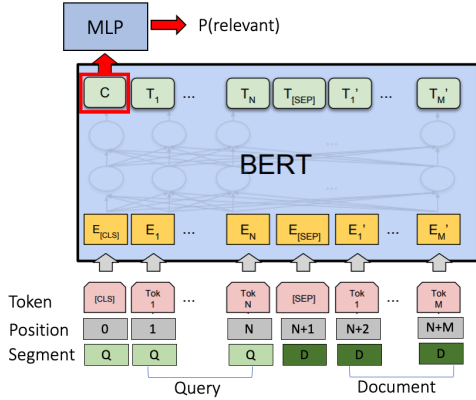 MLP P(relevant)
C T1 ... TN T[SEP] T1' ... TM'
...
BERT
...
E[CLS] E1 ... EN E[SEP] E1' ... EM'
Token [CLS] Tok 1 ... Tok N [SEP] Tok 1 ... Tok M
Position 0 1 N N+1 N+2 N+M
Segment Q Q Q D D D
Query Document